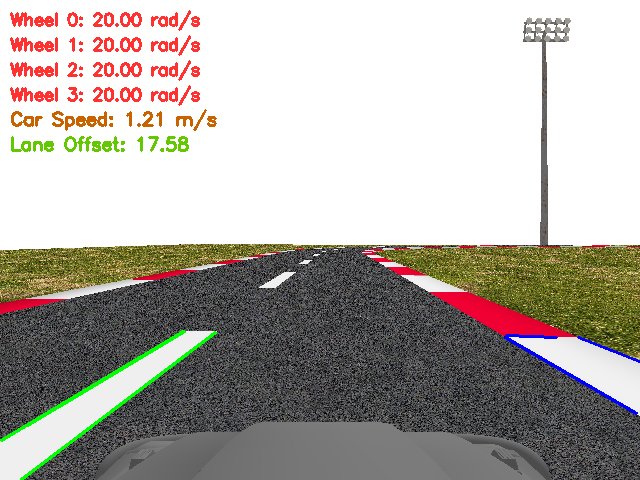 Wheel 0: 20.00 rad/s
Wheel 1: 20.00 rad/s
Wheel 2: 20.00 rad/s
Wheel 3: 20.00 rad/s
Car Speed: 1.21 m/s
Lane Offset: 17.58